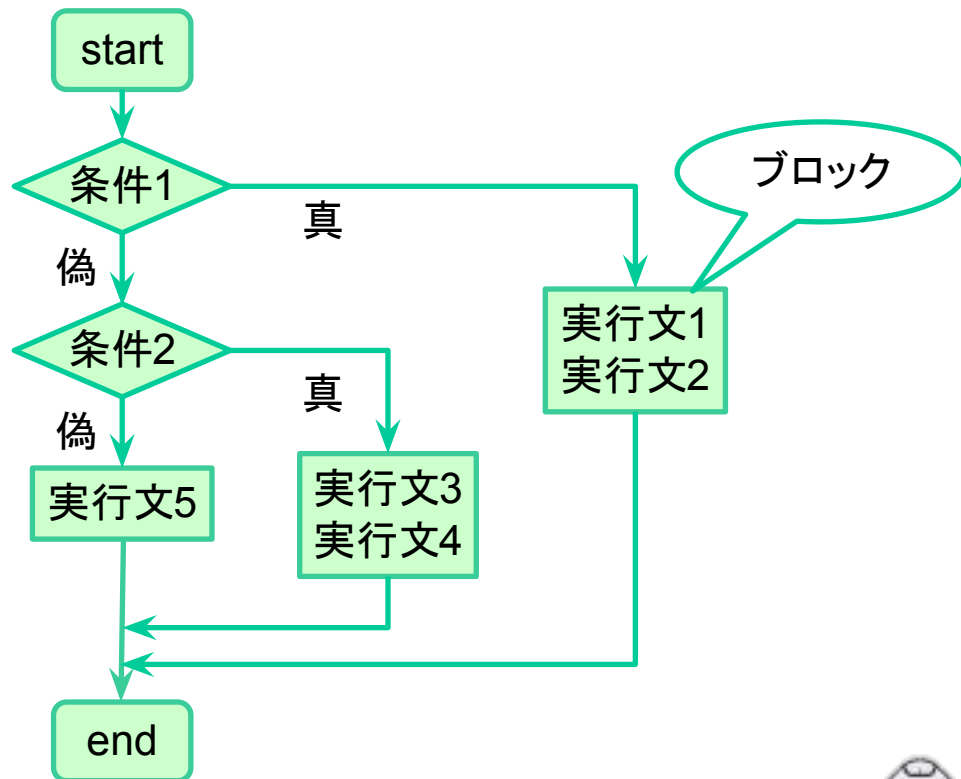 start
条件1
真
ブロック
偽
実行文1
実行文2
条件2
真
偽
実行文5
実行文3
実行文4
end